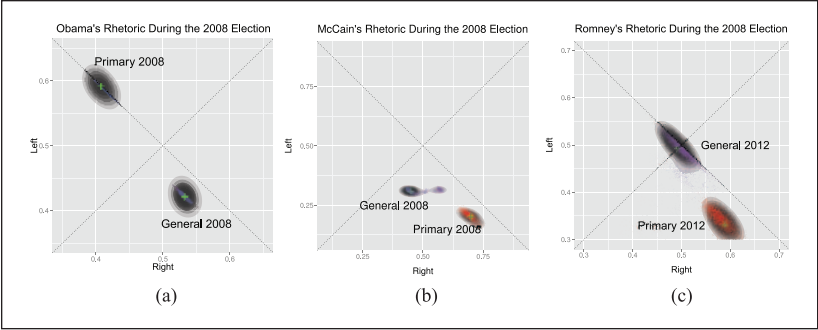 Obama's Rhetoric During the 2008 Election
Primary 2008
General 2008
Left
0.6
0.5
0.4
0.4
0.5
0.6
Right
(a)
McCain's Rhetoric During the 2008 Election
General 2008
Primary 2008
Left
0.75
0.50
0.25
0.25
0.50
0.75
Right
(b)
Romney's Rhetoric During the 2008 Election
General 2012
Primary 2012
Left
0.7
0.6
0.5
0.4
0.3
0.3
0.4
0.5
0.6
0.7
Right
(c)